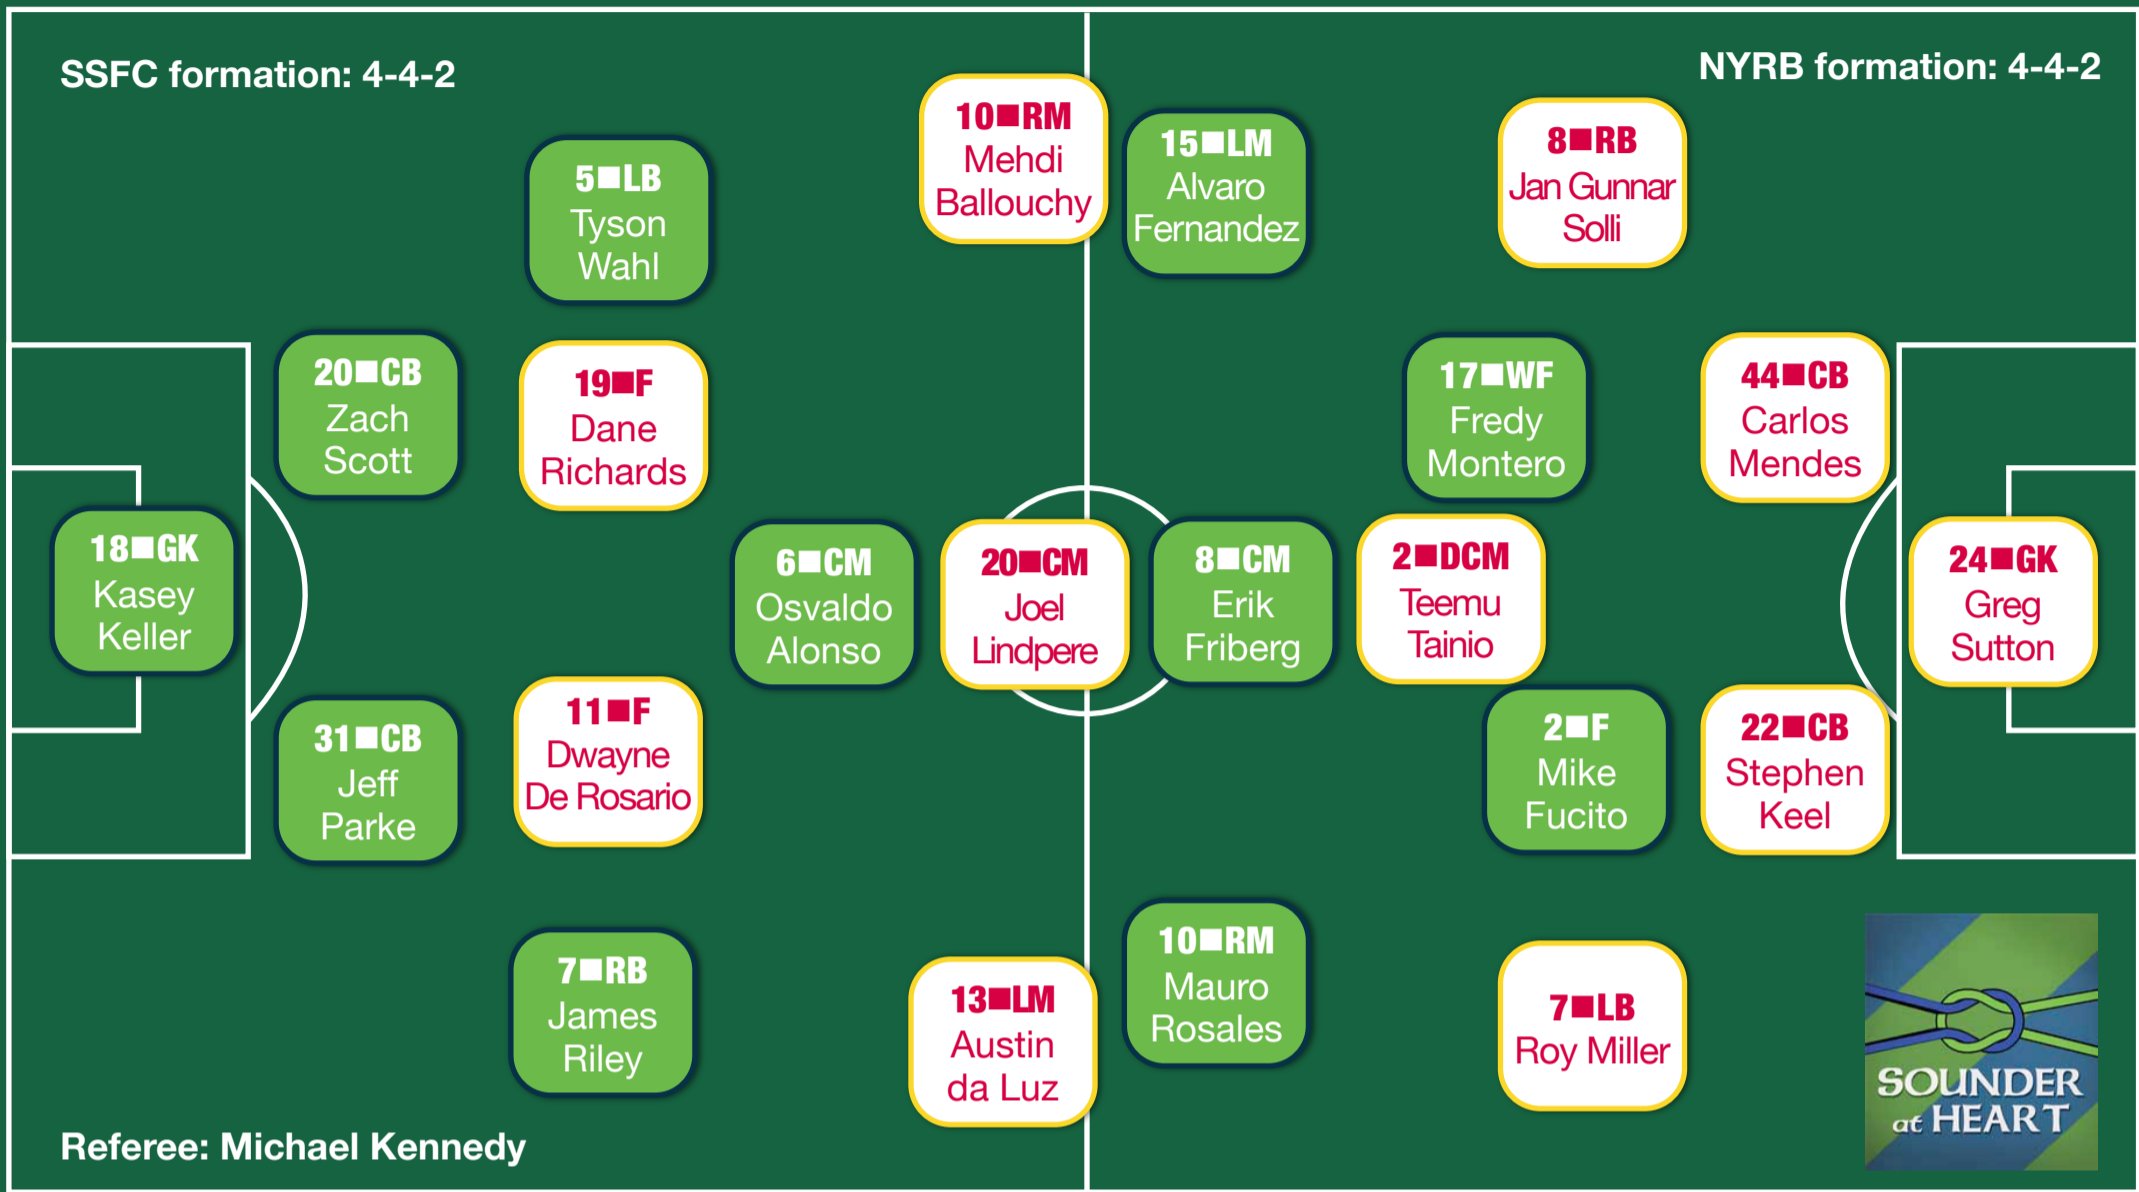 SSFC formation: 4-4-2
NYRB formation: 4-4-2
10■RM
Mehdi
Ballouchy
15■LM
Alvaro
Fernandez
8■RB
Jan Gunnar
Solli
5■LB
Tyson
Wahl
20■CB
Zach
Scott
19■F
Dane
Richards
17■WF
Fredy
Montero
44■CB
Carlos
Mendes
18■GK
Kasey
Keller
6■CM
Osvaldo
Alonso
20■CM
Joel
Lindpere
8■CM
Erik
Friberg
2■DCM
Teemu
Tainio
24■GK
Greg
Sutton
31■CB
Jeff
Parke
11■F
Dwayne
De Rosario
2■F
Mike
Fucito
22■CB
Stephen
Keel
7■RB
James
Riley
13■LM
Austin
da Luz
10■RM
Mauro
Rosales
7■LB
Roy Miller
SOUNDER
at HEART
Referee: Michael Kennedy